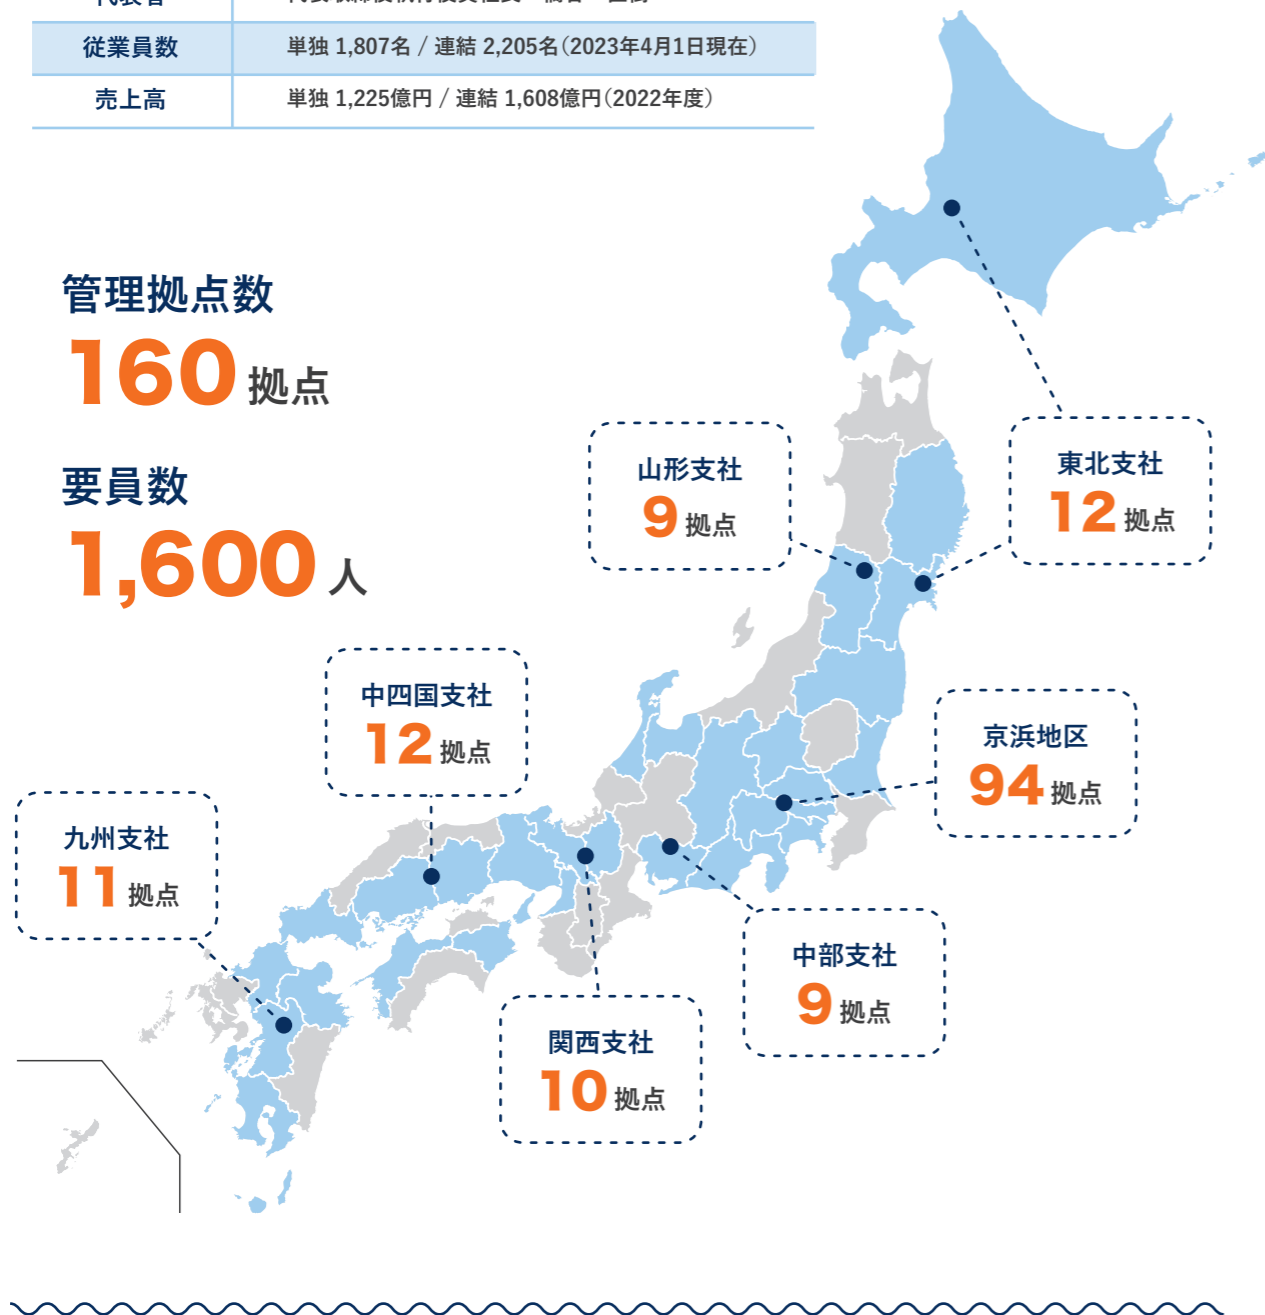 従業員数 単独 1,807名 / 連結 2,205名(2023年4月1日現在)
売上高 単独 1,225億円 / 連結 1,608億円(2022年度)
管理拠点数
160 拠点
要員数
1,600 人
山形支社
9 拠点
東北支社
12 拠点
中四国支社
12 拠点
京浜地区
94 拠点
九州支社
11 拠点
中部支社
9 拠点
関西支社
10 拠点